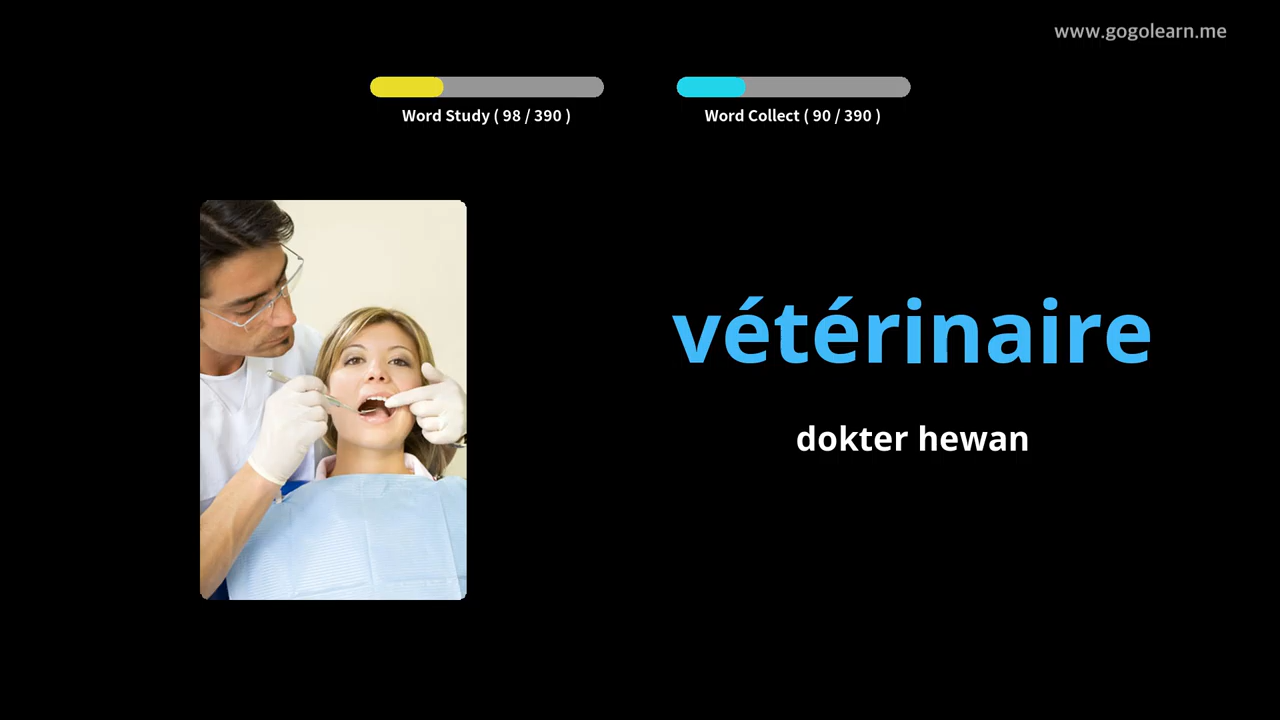 www.gogolearn.me
Word Study ( 98 / 390 )
Word Collect ( 90 / 390 )
vétérinaire
dokter hewan